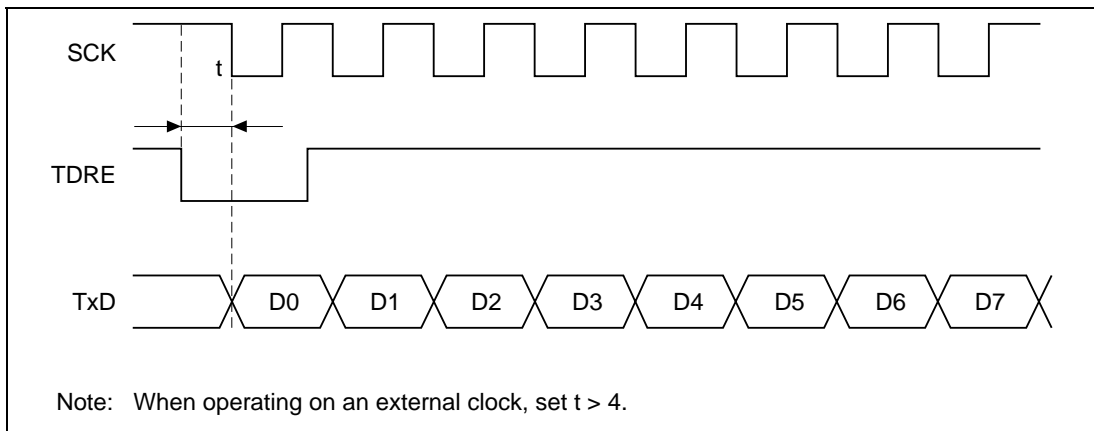 SCK
t
TDRE
TxD D0 D1 D2 D3 D4 D5 D6 D7
Note: When operating on an external clock, set t > 4.